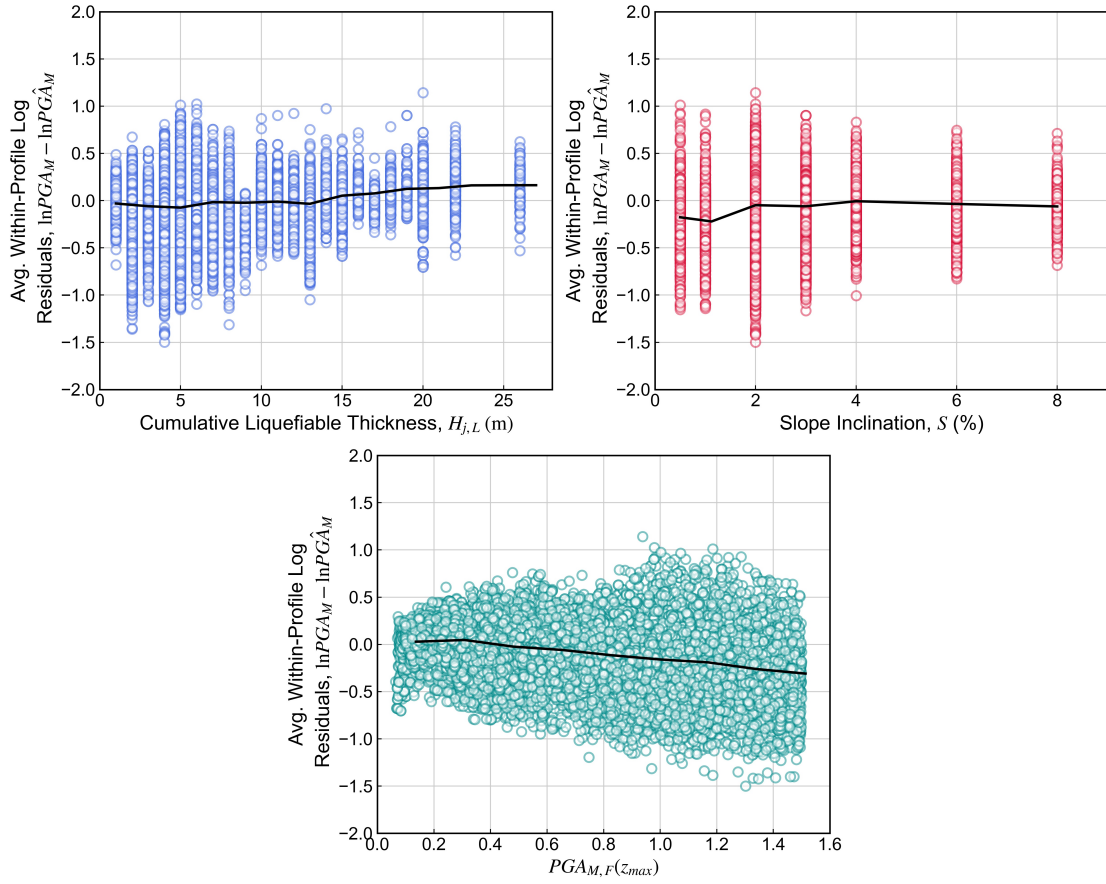 2.0
1.5
1.0
0.5
0.0
−0.5
−1.0
−1.5
−2.0
Avg. Within-Profile Log
Residuals, lnPGA_M − lnPGÂ_M
0 5 10 15 20 25
Cumulative Liquefiable Thickness, H_{j,L} (m)
2.0
1.5
1.0
0.5
0.0
−0.5
−1.0
−1.5
−2.0
Avg. Within-Profile Log
Residuals, lnPGA_M − lnPGÂ_M
0 2 4 6 8
Slope Inclination, S (%)
2.0
1.5
1.0
0.5
0.0
−0.5
−1.0
−1.5
−2.0
Avg. Within-Profile Log
Residuals, lnPGA_M − lnPGÂ_M
0.0 0.2 0.4 0.6 0.8 1.0 1.2 1.4 1.6
PGA_{M,F}(z_{max})